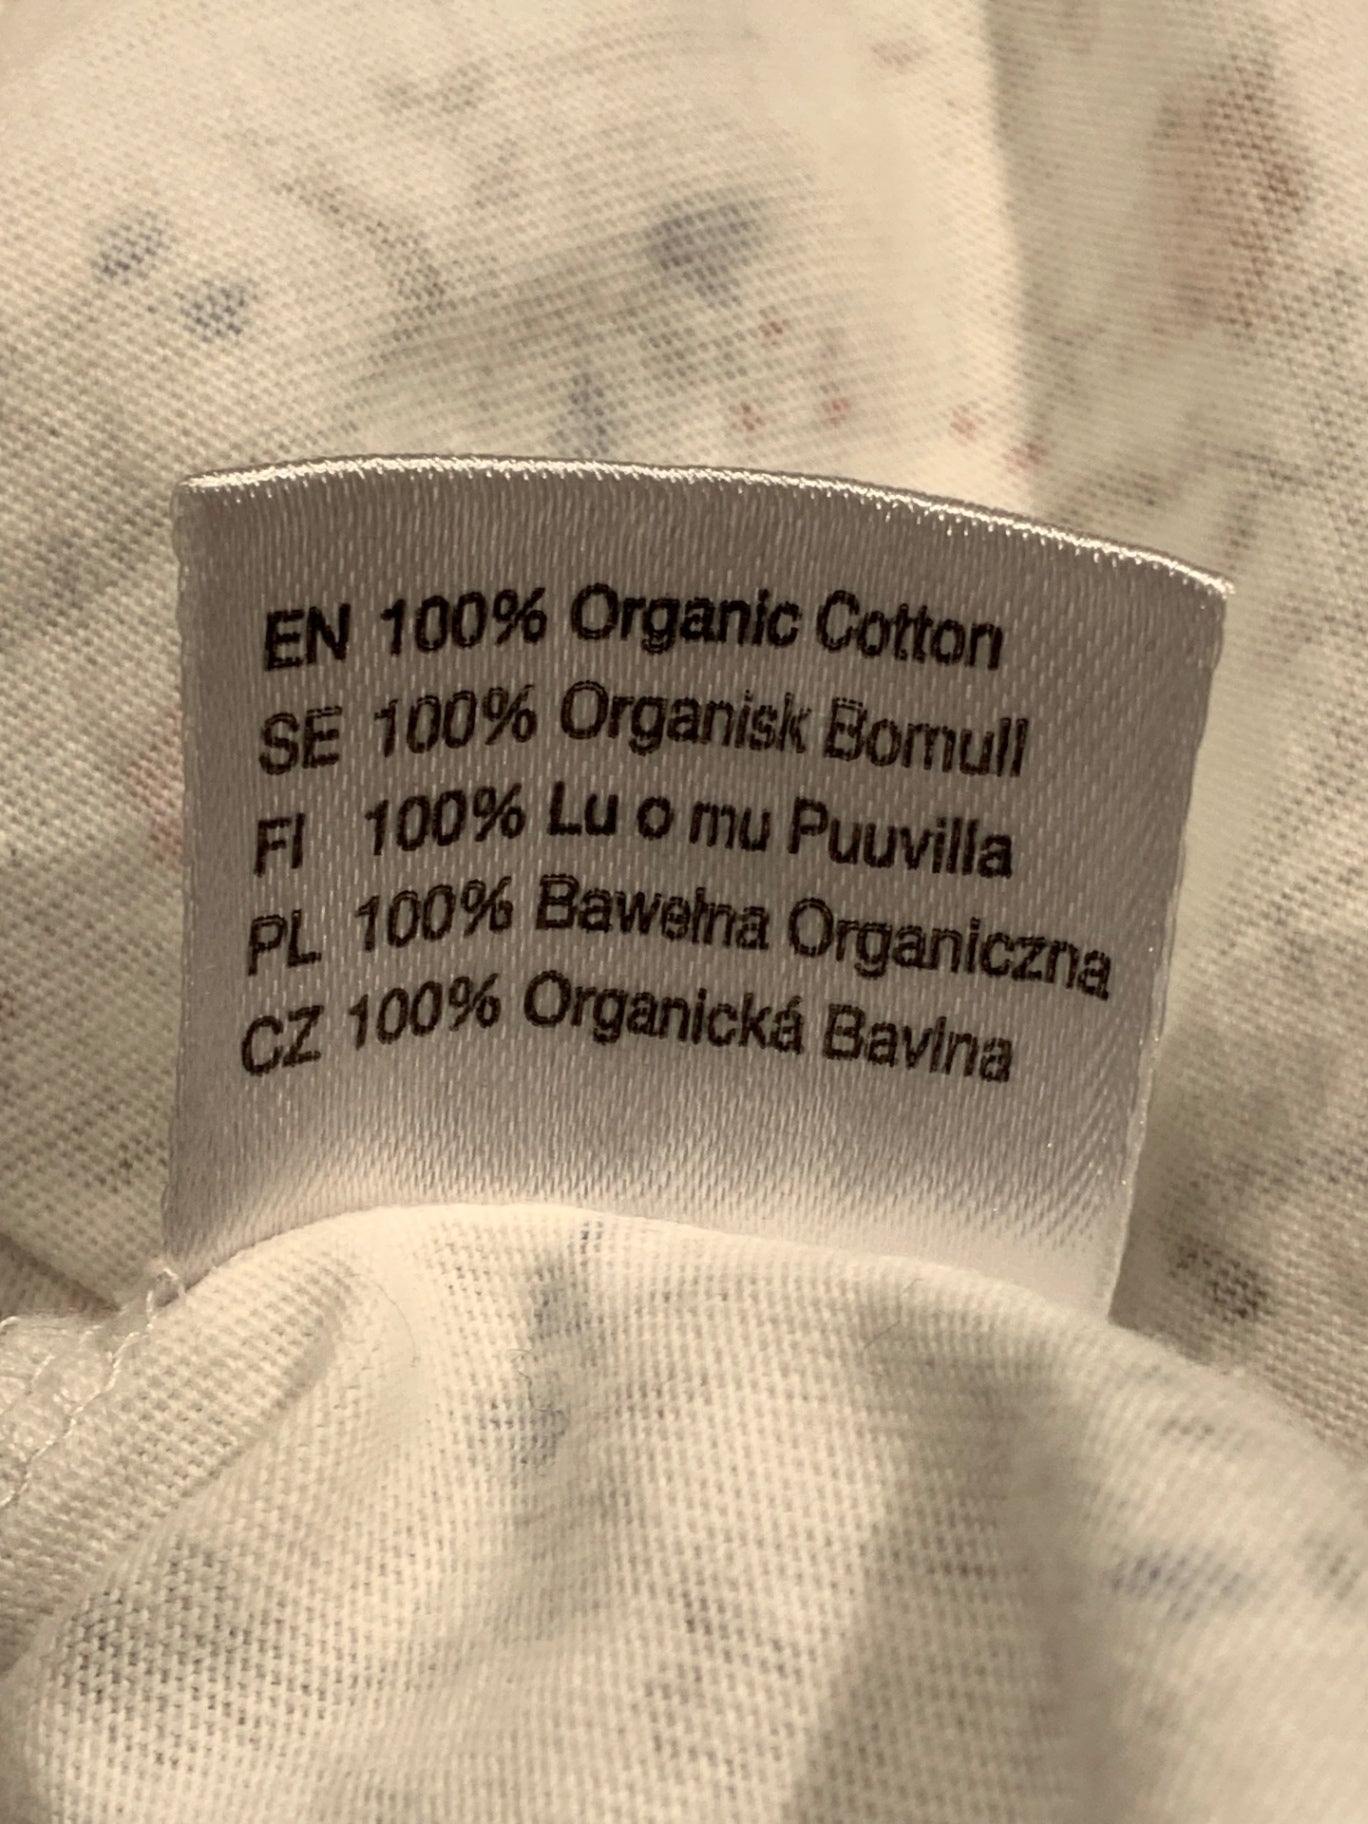 EN 100% Organic Cotton
SE 100% Organisk Bomull
FI 100% Lu o mu Puuvilla
PL 100% Bawełna Organiczna
CZ 100% Organická Bavlna